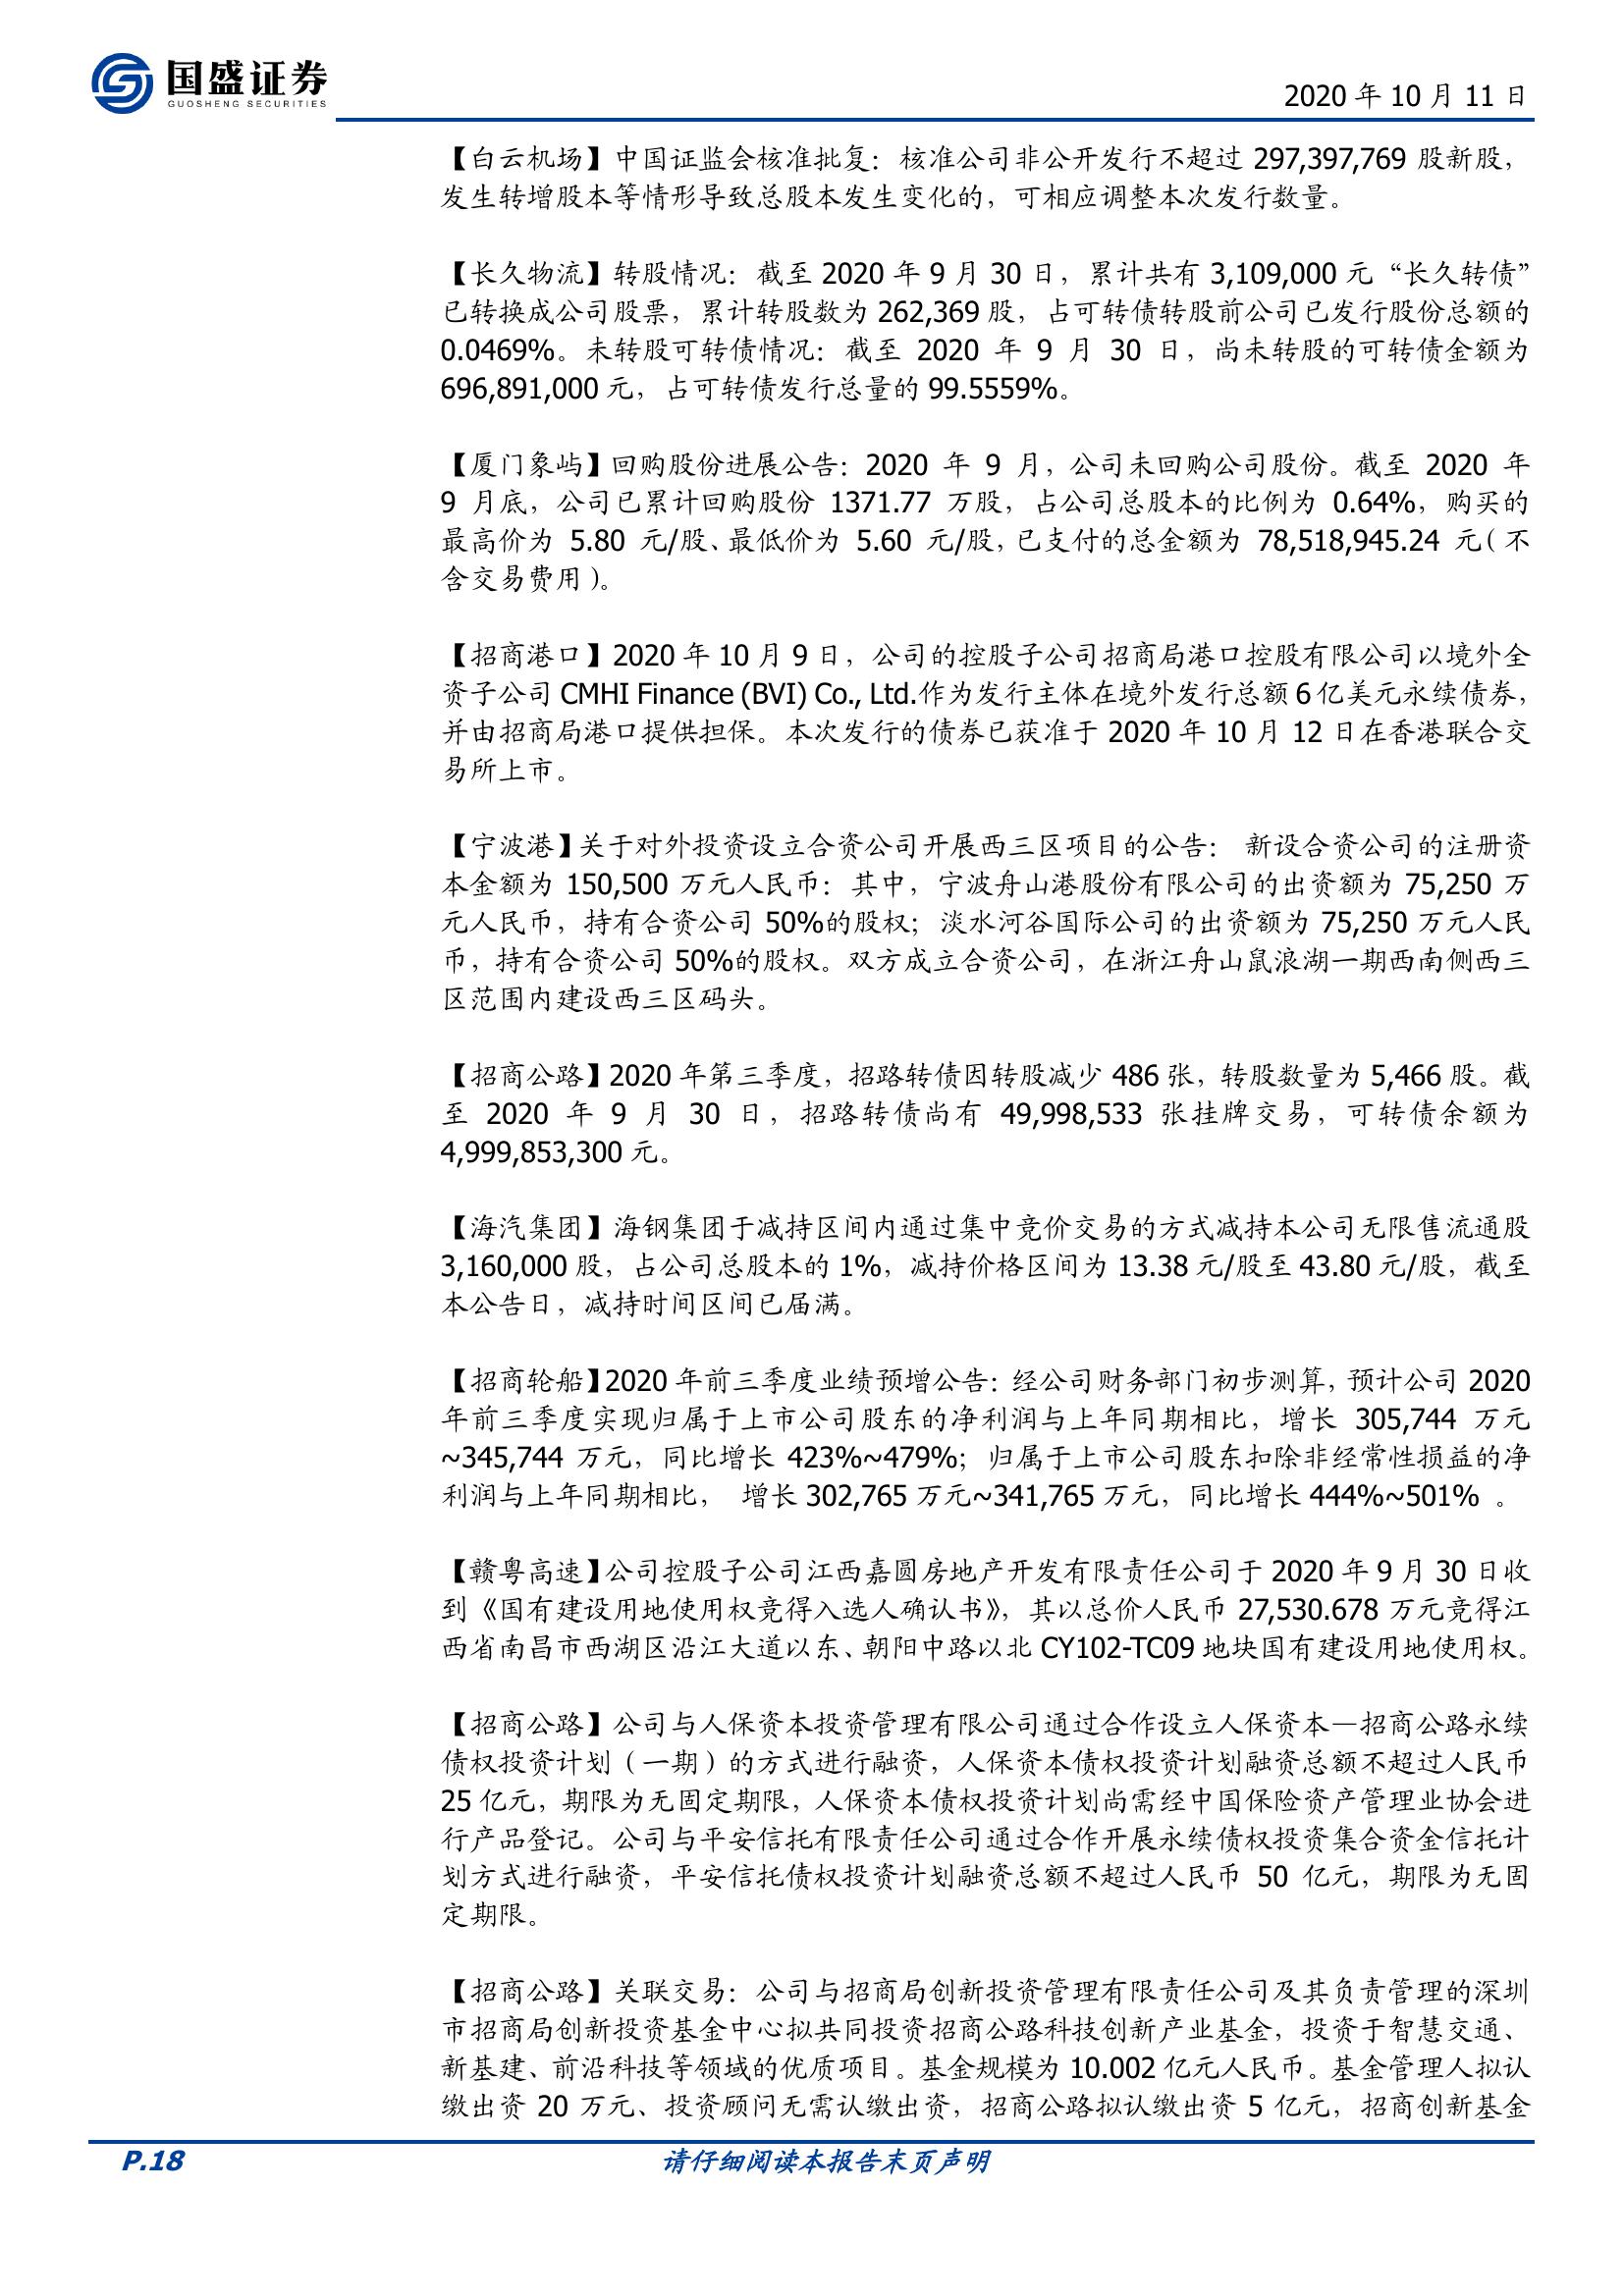 国盛证券
GUOSHENG SECURITIES
2020 年 10 月 11 日
【白云机场】中国证监会核准批复：核准公司非公开发行不超过 297,397,769 股新股，
发生转增股本等情形导致总股本发生变化的，可相应调整本次发行数量。
【长久物流】转股情况：截至 2020 年 9 月 30 日，累计共有 3,109,000 元“长久转债”
已转换成公司股票，累计转股数为 262,369 股，占可转债转股前公司已发行股份总额的
0.0469%。未转股可转债情况：截至 2020 年 9 月 30 日，尚未转股的可转债金额为
696,891,000 元，占可转债发行总量的 99.5559%。
【厦门象屿】回购股份进展公告：2020 年 9 月，公司未回购公司股份。截至 2020 年
9 月底，公司已累计回购股份 1371.77 万股，占公司总股本的比例为 0.64%，购买的
最高价为 5.80 元/股、最低价为 5.60 元/股，已支付的总金额为 78,518,945.24 元（不
含交易费用）。
【招商港口】2020 年 10 月 9 日，公司的控股子公司招商局港口控股有限公司以境外全
资子公司 CMHI Finance (BVI) Co., Ltd.作为发行主体在境外发行总额 6 亿美元永续债券，
并由招商局港口提供担保。本次发行的债券已获准于 2020 年 10 月 12 日在香港联合交
易所上市。
【宁波港】关于对外投资设立合资公司开展西三区项目的公告： 新设合资公司的注册资
本金额为 150,500 万元人民币：其中，宁波舟山港股份有限公司的出资额为 75,250 万
元人民币，持有合资公司 50%的股权；淡水河谷国际公司的出资额为 75,250 万元人民
币，持有合资公司 50%的股权。双方成立合资公司，在浙江舟山鼠浪湖一期西南侧西三
区范围内建设西三区码头。
【招商公路】2020 年第三季度，招路转债因转股减少 486 张，转股数量为 5,466 股。截
至 2020 年 9 月 30 日，招路转债尚有 49,998,533 张挂牌交易，可转债余额为
4,999,853,300 元。
【海汽集团】海钢集团于减持区间内通过集中竞价交易的方式减持本公司无限售流通股
3,160,000 股，占公司总股本的 1%，减持价格区间为 13.38 元/股至 43.80 元/股，截至
本公告日，减持时间区间已届满。
【招商轮船】2020 年前三季度业绩预增公告：经公司财务部门初步测算，预计公司 2020
年前三季度实现归属于上市公司股东的净利润与上年同期相比，增长 305,744 万元
~345,744 万元，同比增长 423%~479%；归属于上市公司股东扣除非经常性损益的净
利润与上年同期相比， 增长 302,765 万元~341,765 万元，同比增长 444%~501% 。
【赣粤高速】公司控股子公司江西嘉圆房地产开发有限责任公司于 2020 年 9 月 30 日收
到《国有建设用地使用权竞得入选人确认书》，其以总价人民币 27,530.678 万元竞得江
西省南昌市西湖区沿江大道以东、朝阳中路以北 CY102-TC09 地块国有建设用地使用权。
【招商公路】公司与人保资本投资管理有限公司通过合作设立人保资本—招商公路永续
债权投资计划（一期）的方式进行融资，人保资本债权投资计划融资总额不超过人民币
25 亿元，期限为无固定期限，人保资本债权投资计划尚需经中国保险资产管理业协会进
行产品登记。公司与平安信托有限责任公司通过合作开展永续债权投资集合资金信托计
划方式进行融资，平安信托债权投资计划融资总额不超过人民币 50 亿元，期限为无固
定期限。
【招商公路】关联交易：公司与招商局创新投资管理有限责任公司及其负责管理的深圳
市招商局创新投资基金中心拟共同投资招商公路科技创新产业基金，投资于智慧交通、
新基建、前沿科技等领域的优质项目。基金规模为 10.002 亿元人民币。基金管理人拟认
缴出资 20 万元、投资顾问无需认缴出资，招商公路拟认缴出资 5 亿元，招商创新基金
P.18
请仔细阅读本报告末页声明